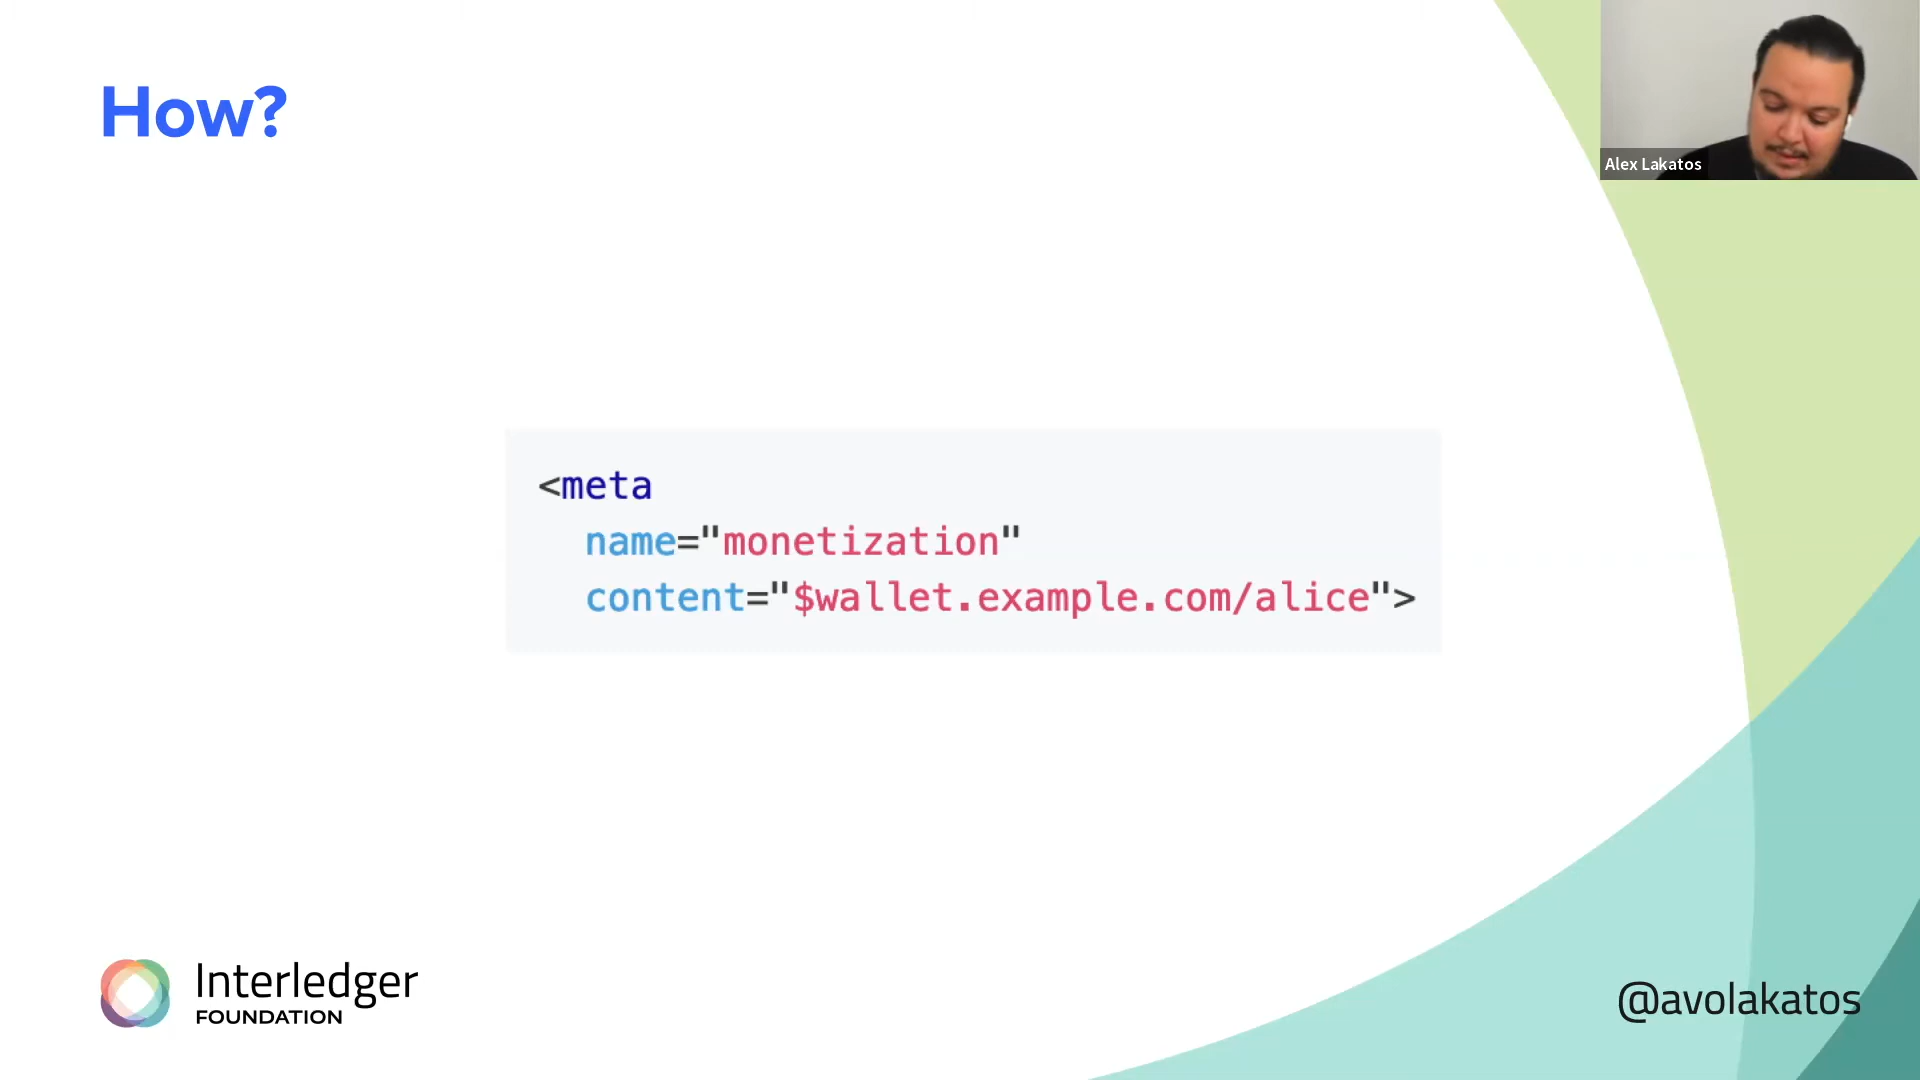 How?
Alex Lakatos
<meta
name="monetization"
content="$wallet.example.com/alice">
Interledger
FOUNDATION
@avolakatos